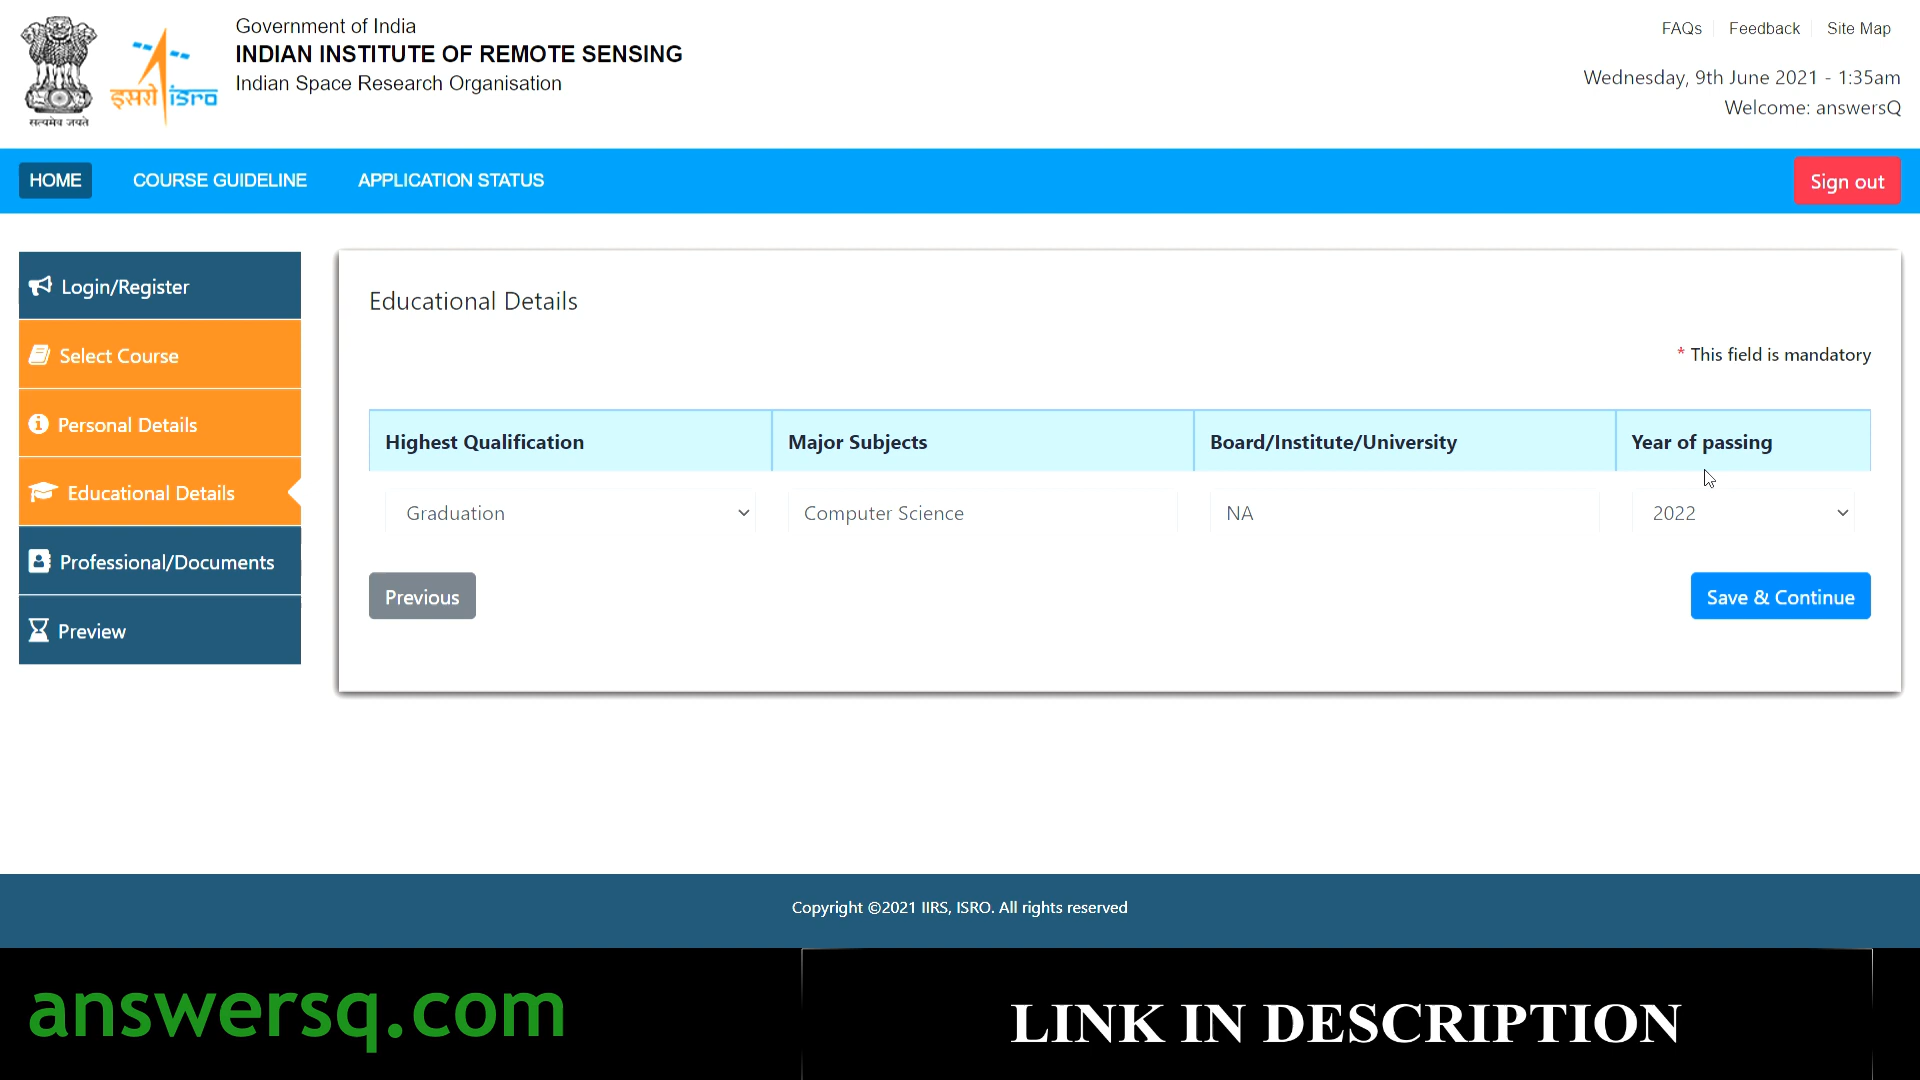 Government of India
INDIAN INSTITUTE OF REMOTE SENSING
Indian Space Research Organisation
सत्यमेव जयते
इसरो isro
FAQs Feedback Site Map
Wednesday, 9th June 2021 - 1:35am
Welcome: answersQ
HOME COURSE GUIDELINE APPLICATION STATUS Sign out
Login/Register
Select Course
Personal Details
Educational Details
Professional/Documents
Preview
Educational Details
* This field is mandatory
Highest Qualification Major Subjects Board/Institute/University Year of passing
Graduation Computer Science NA 2022
Previous Save & Continue
Copyright ©2021 IIRS, ISRO. All rights reserved
answersq.com
LINK IN DESCRIPTION